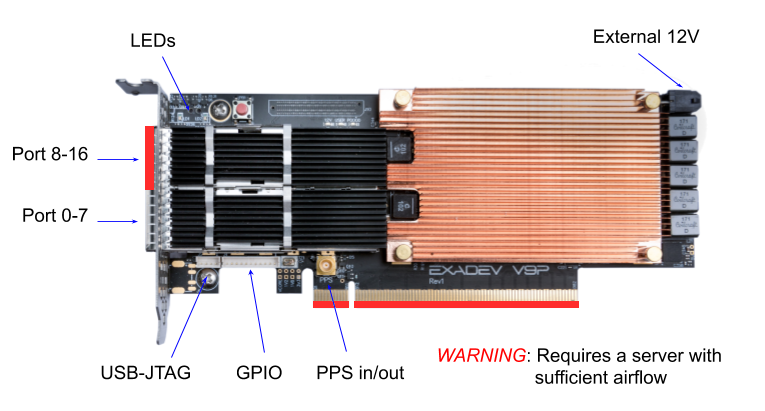 LEDs
External 12V
Port 8-16
Port 0-7
PPS
EXADEV V9P
Rev1
USB-JTAG
GPIO
PPS in/out
WARNING: Requires a server with
sufficient airflow